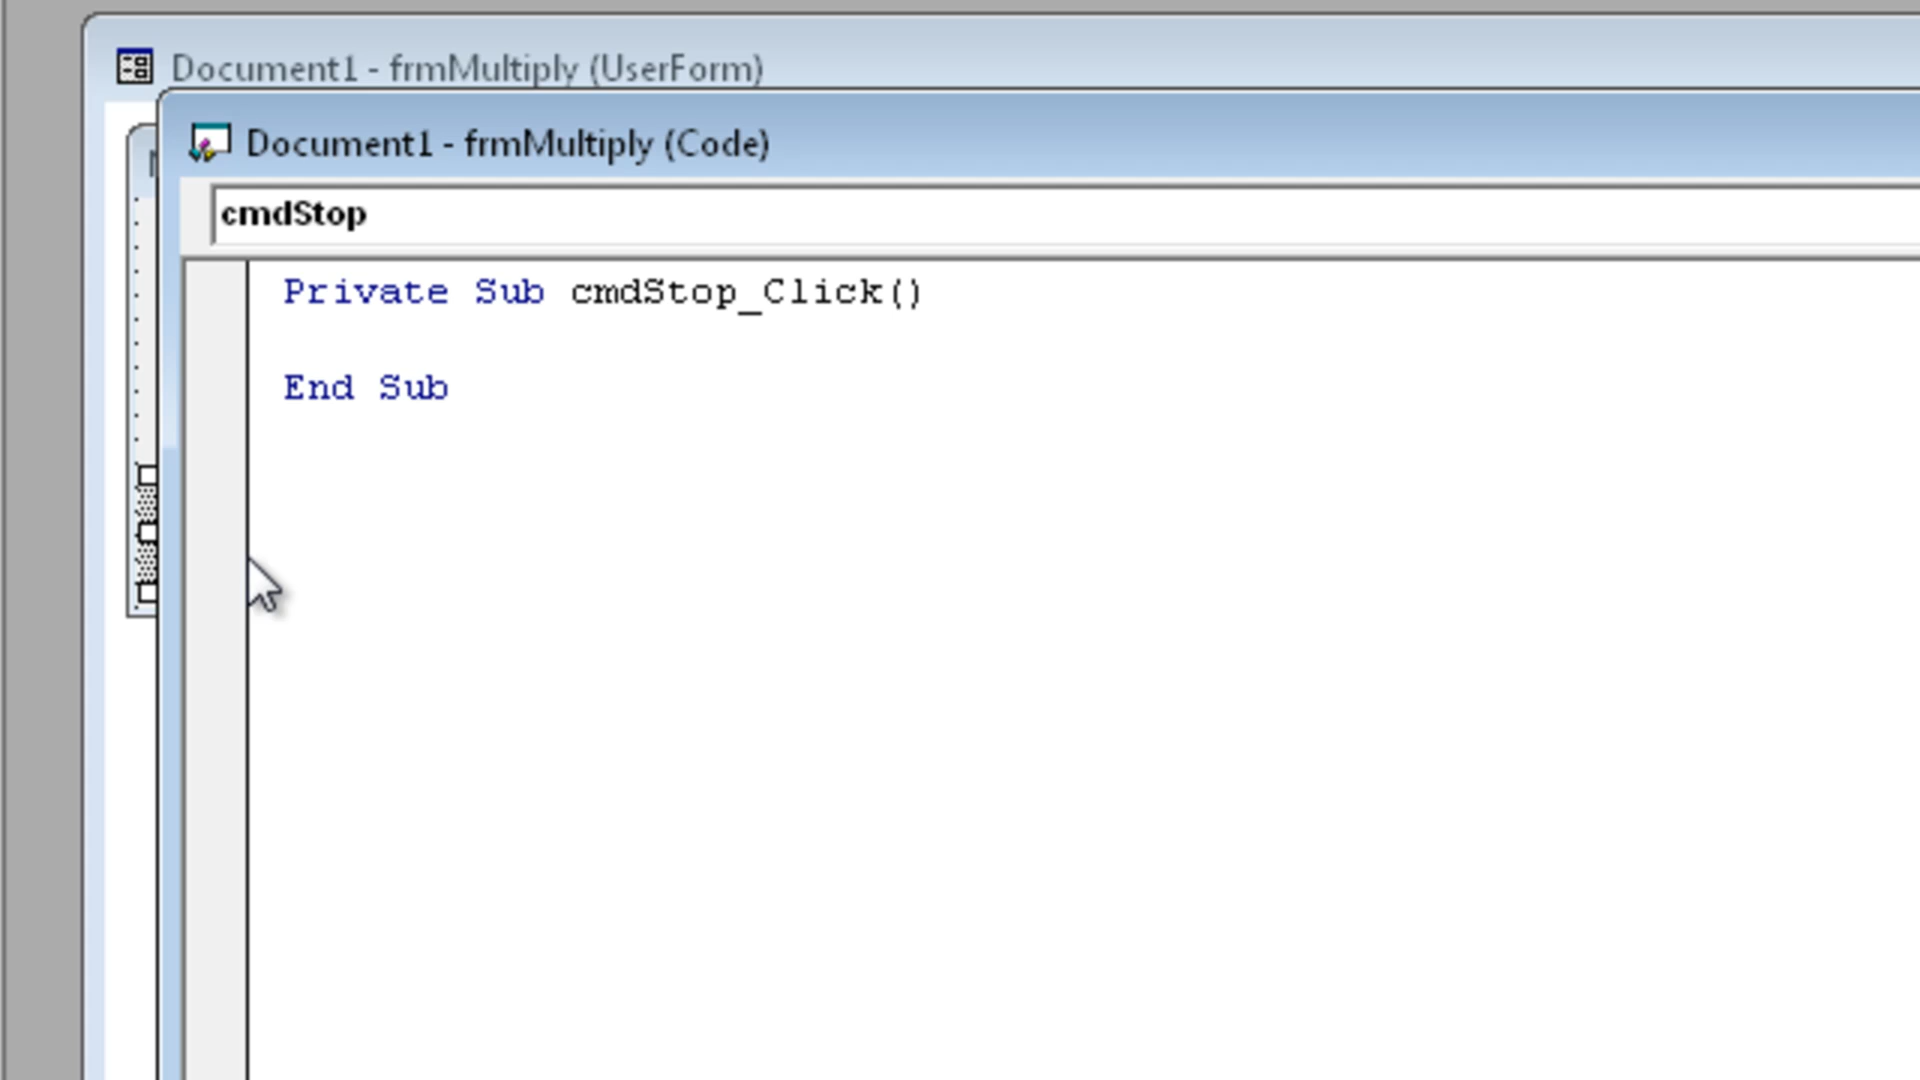 Document1 - frmMultiply (UserForm)
Document1 - frmMultiply (Code)
cmdStop
Private Sub cmdStop_Click()
End Sub